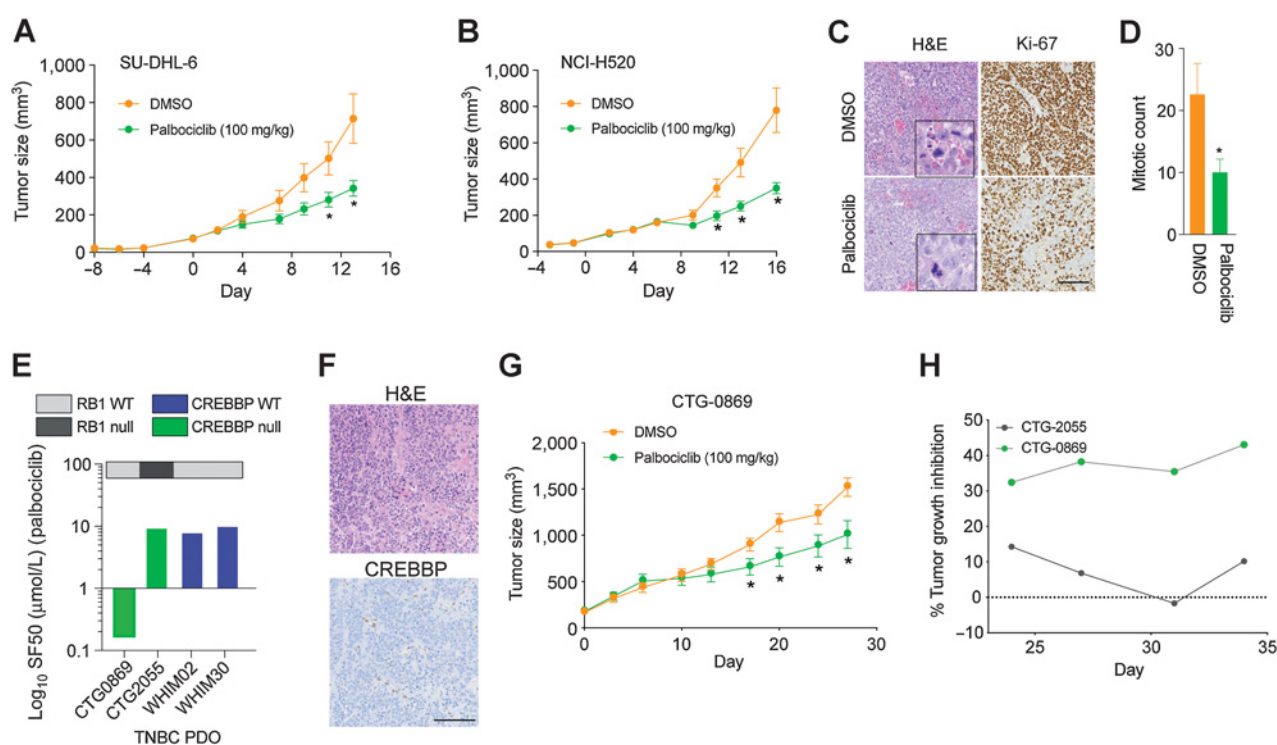 A
SU-DHL-6
DMSO
Palbociclib (100 mg/kg)
Tumor size (mm³)
1,000
800
600
400
200
0
−8 −4 0 4 8 12 16
Day
B
NCI-H520
DMSO
Palbociclib (100 mg/kg)
Tumor size (mm³)
1,000
800
600
400
200
0
−4 0 4 8 12 16
Day
* * * * *
C
H&E Ki-67
DMSO
Palbociclib
D
Mitotic count
30
20
10
0
*
DMSO
Palbociclib
E
RB1 WT CREBBP WT
RB1 null CREBBP null
Log₁₀ SF50 (μmol/L) (palbociclib)
100
10
1
0.1
CTG0869
CTG2055
WHIM02
WHIM30
TNBC PDO
F
H&E
CREBBP
G
CTG-0869
DMSO
Palbociclib (100 mg/kg)
Tumor size (mm³)
2,000
1,500
1,000
500
0
* * * *
0 10 20 30
Day
H
CTG-2055
CTG-0869
% Tumor growth inhibition
50
40
30
20
10
0
−10
25 30 35
Day